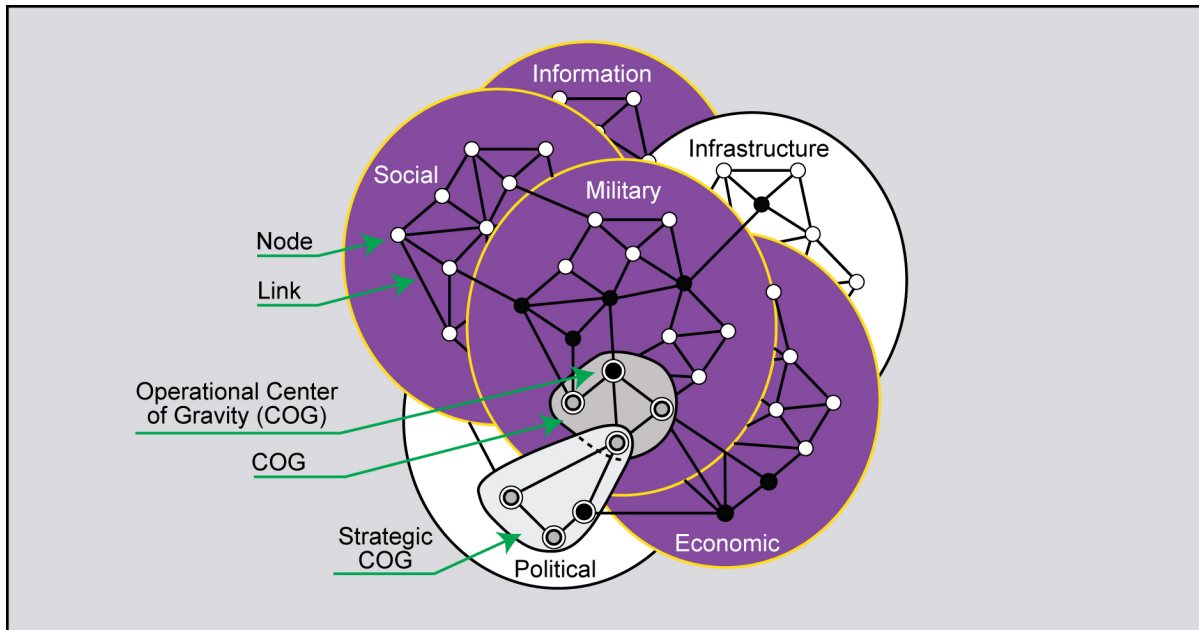 Information
Infrastructure
Social
Military
Node
Link
Operational Center
of Gravity (COG)
COG
Strategic
COG
Political
Economic